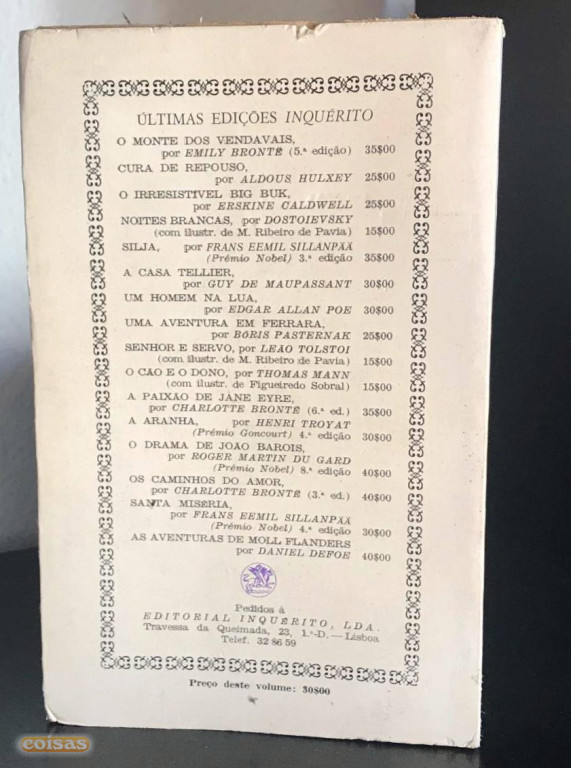 ÚLTIMAS EDIÇÕES INQUÉRITO
O MONTE DOS VENDAVAIS,
por EMILY BRONTË (5.ª edição) 35$00
CURA DE REPOUSO,
por ALDOUS HULXEY 25$00
O IRRESISTÍVEL BIG BUK,
por ERSKINE CALDWELL 25$00
NOITES BRANCAS, por DOSTOIEVSKY
(com ilustr. de M. Ribeiro de Pavia) 15$00
SILJA, por FRANS EEMIL SILLANPÄÄ
(Prémio Nobel) 3.ª edição 35$00
A CASA TELLIER,
por GUY DE MAUPASSANT 30$00
UM HOMEM NA LUA,
por EDGAR ALLAN POE 30$00
UMA AVENTURA EM FERRARA,
por BÓRIS PASTERNAK 25$00
SENHOR E SERVO, por LEÃO TOLSTOI
(com ilustr. de M. Ribeiro de Pavia) 15$00
O CÃO E O DONO, por THOMAS MANN
(com ilustr. de Figueiredo Sobral) 15$00
A PAIXÃO DE JANE EYRE,
por CHARLOTTE BRONTË (6.ª ed.) 35$00
A ARANHA, por HENRI TROYAT
(Prémio Goncourt) 4.ª edição 30$00
O DRAMA DE JOÃO BAROIS,
por ROGER MARTIN DU GARD
(Prémio Nobel) 8.ª edição 40$00
OS CAMINHOS DO AMOR,
por CHARLOTTE BRONTË (3.ª ed.) 40$00
SANTA MISÉRIA,
por FRANS EEMIL SILLANPÄÄ
(Prémio Nobel) 4.ª edição 30$00
AS AVENTURAS DE MOLL FLANDERS
por DANIEL DEFOE 40$00
Pedidos à
EDITORIAL INQUÉRITO, LDA.
Travessa da Queimada, 23, 1.º-D. — Lisboa
Telef. 32 86 59
Preço deste volume: 30$00
coisas